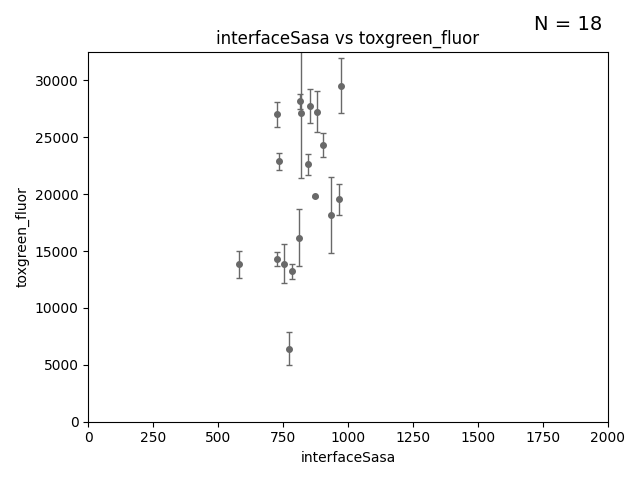 N = 18
interfaceSasa vs toxgreen_fluor
30000
25000
20000
15000
10000
5000
0
toxgreen_fluor
0 250 500 750 1000 1250 1500 1750 2000
interfaceSasa